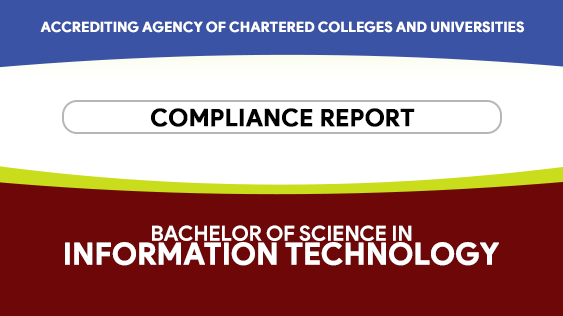 ACCREDITING AGENCY OF CHARTERED COLLEGES AND UNIVERSITIES
COMPLIANCE REPORT
BACHELOR OF SCIENCE IN
INFORMATION TECHNOLOGY